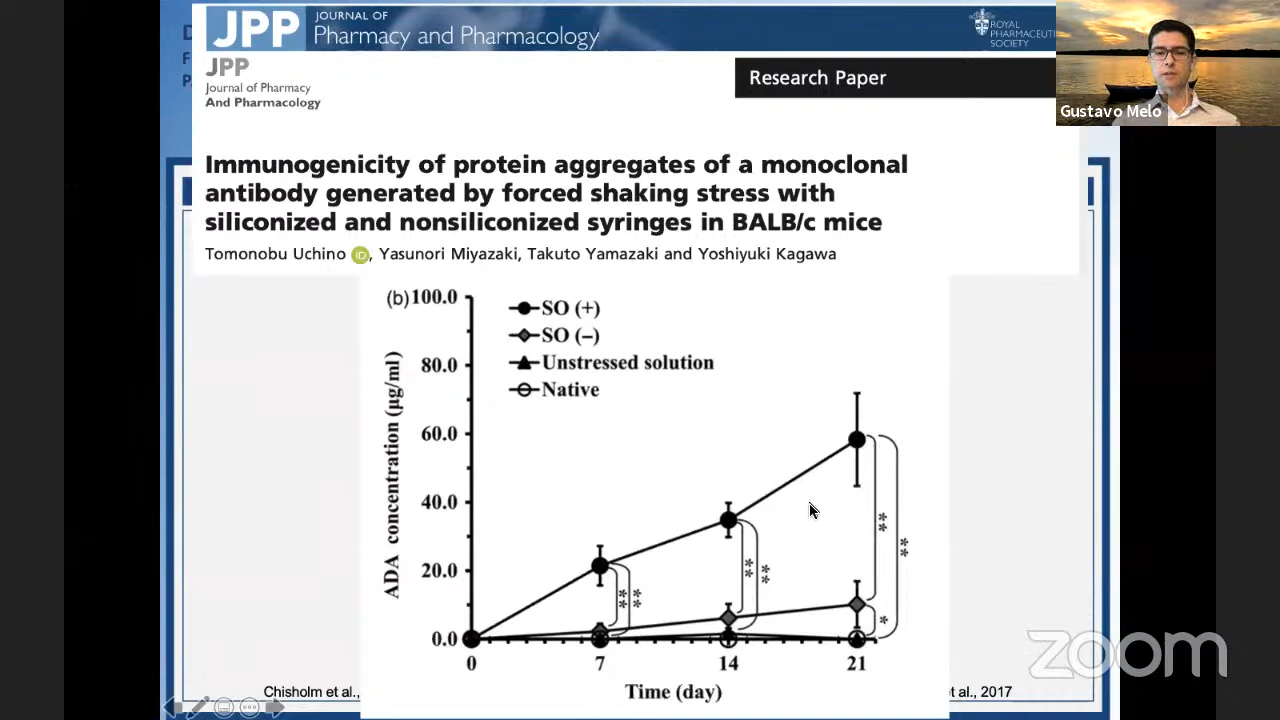 JPP JOURNAL OF
Pharmacy and Pharmacology
ROYAL
PHARMACEUTI
SOCIETY
JPP
Journal of Pharmacy
And Pharmacology
Research Paper
Gustavo Melo
Immunogenicity of protein aggregates of a monoclonal
antibody generated by forced shaking stress with
siliconized and nonsiliconized syringes in BALB/c mice
Tomonobu Uchino iD, Yasunori Miyazaki, Takuto Yamazaki and Yoshiyuki Kagawa
(b)
100.0
80.0
60.0
40.0
20.0
0.0
ADA concentration (µg/ml)
SO (+)
SO (–)
Unstressed solution
Native
**
**
**
**
**
**
*
0 7 14 21
Time (day)
Chisholm et al.,
et al., 2017
zoom